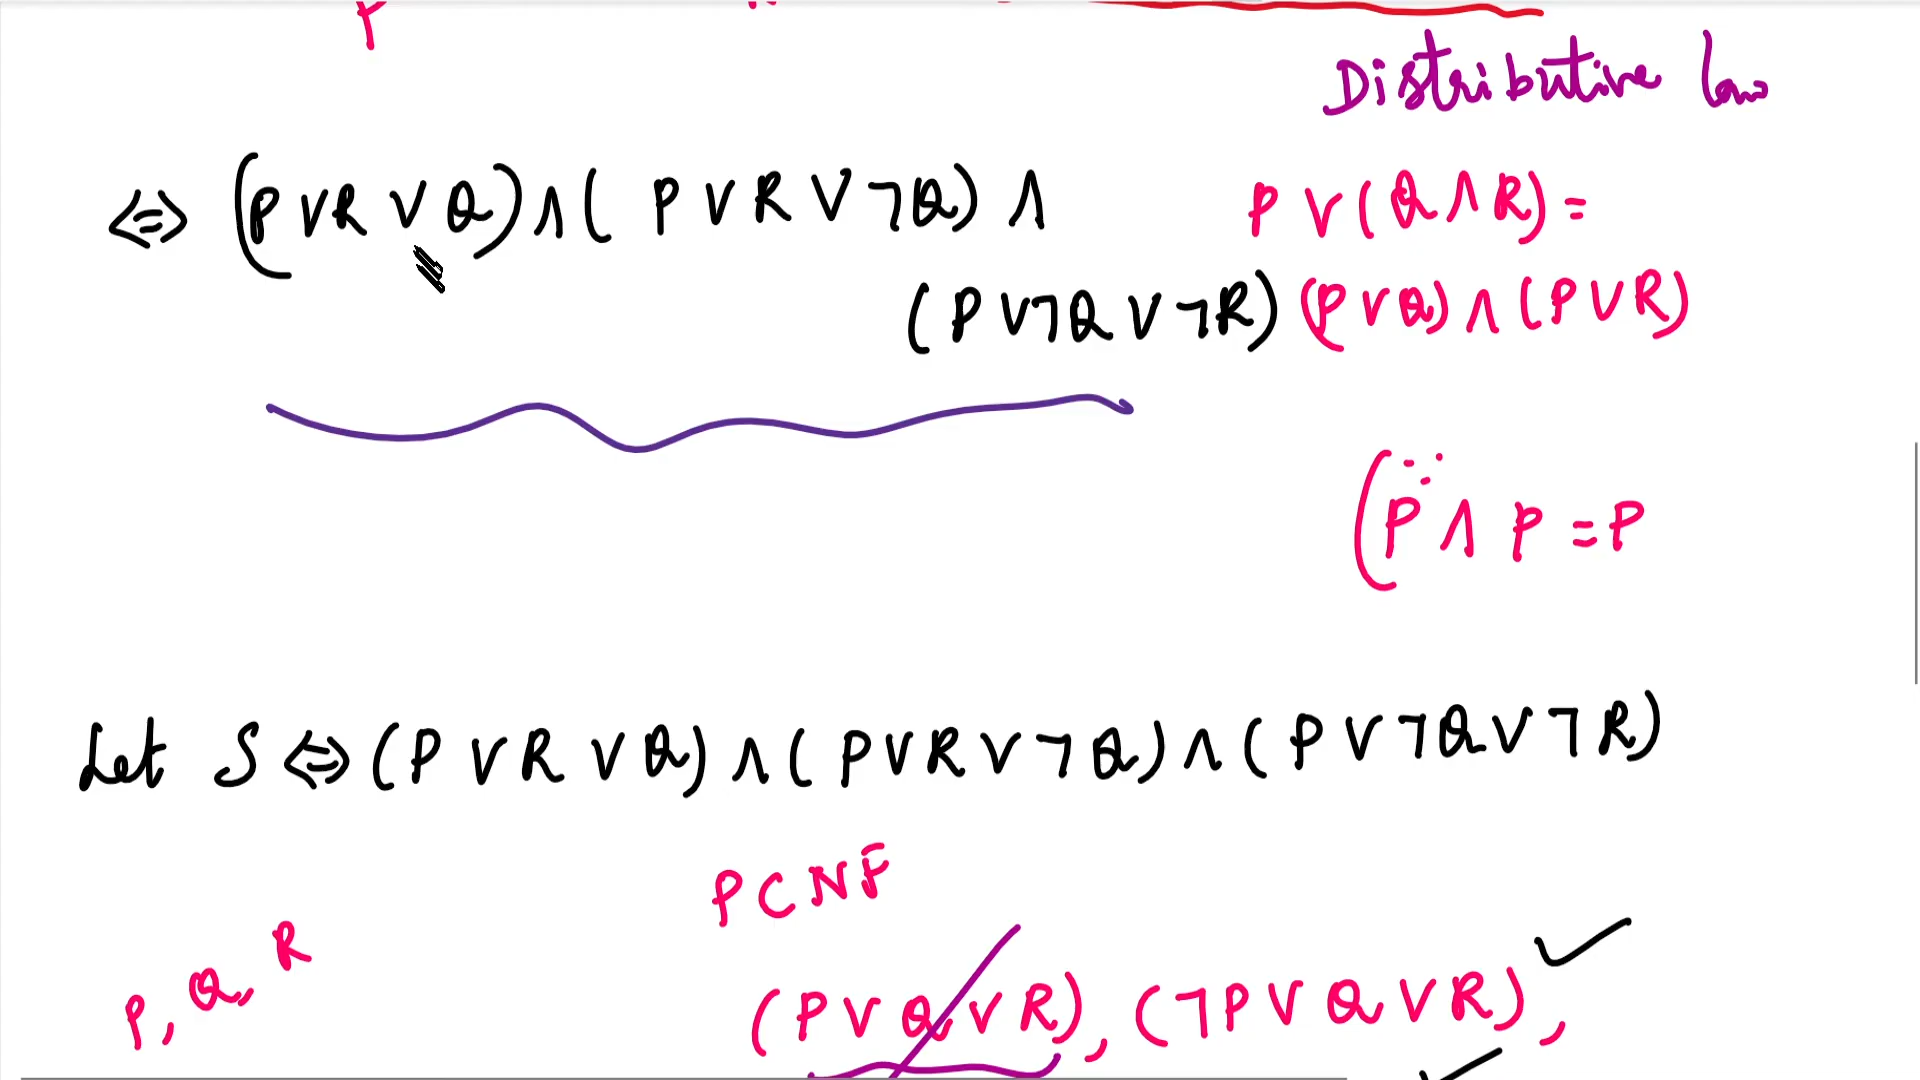 Distributive law
⇔ (P ∨ R ∨ Q) ∧ ( P ∨ R ∨ ¬Q) ∧
P ∨ (Q ∧ R) =
(P ∨ ¬Q ∨ ¬R)
(P ∨ Q) ∧ (P ∨ R)
(∵ P ∧ P = P
Let S ⇔ (P ∨ R ∨ Q) ∧ ( P ∨ R ∨ ¬Q) ∧ ( P ∨ ¬Q ∨ ¬R)
PCNF
P, Q, R
(P ∨ Q ∨ R), (¬P ∨ Q ∨ R),